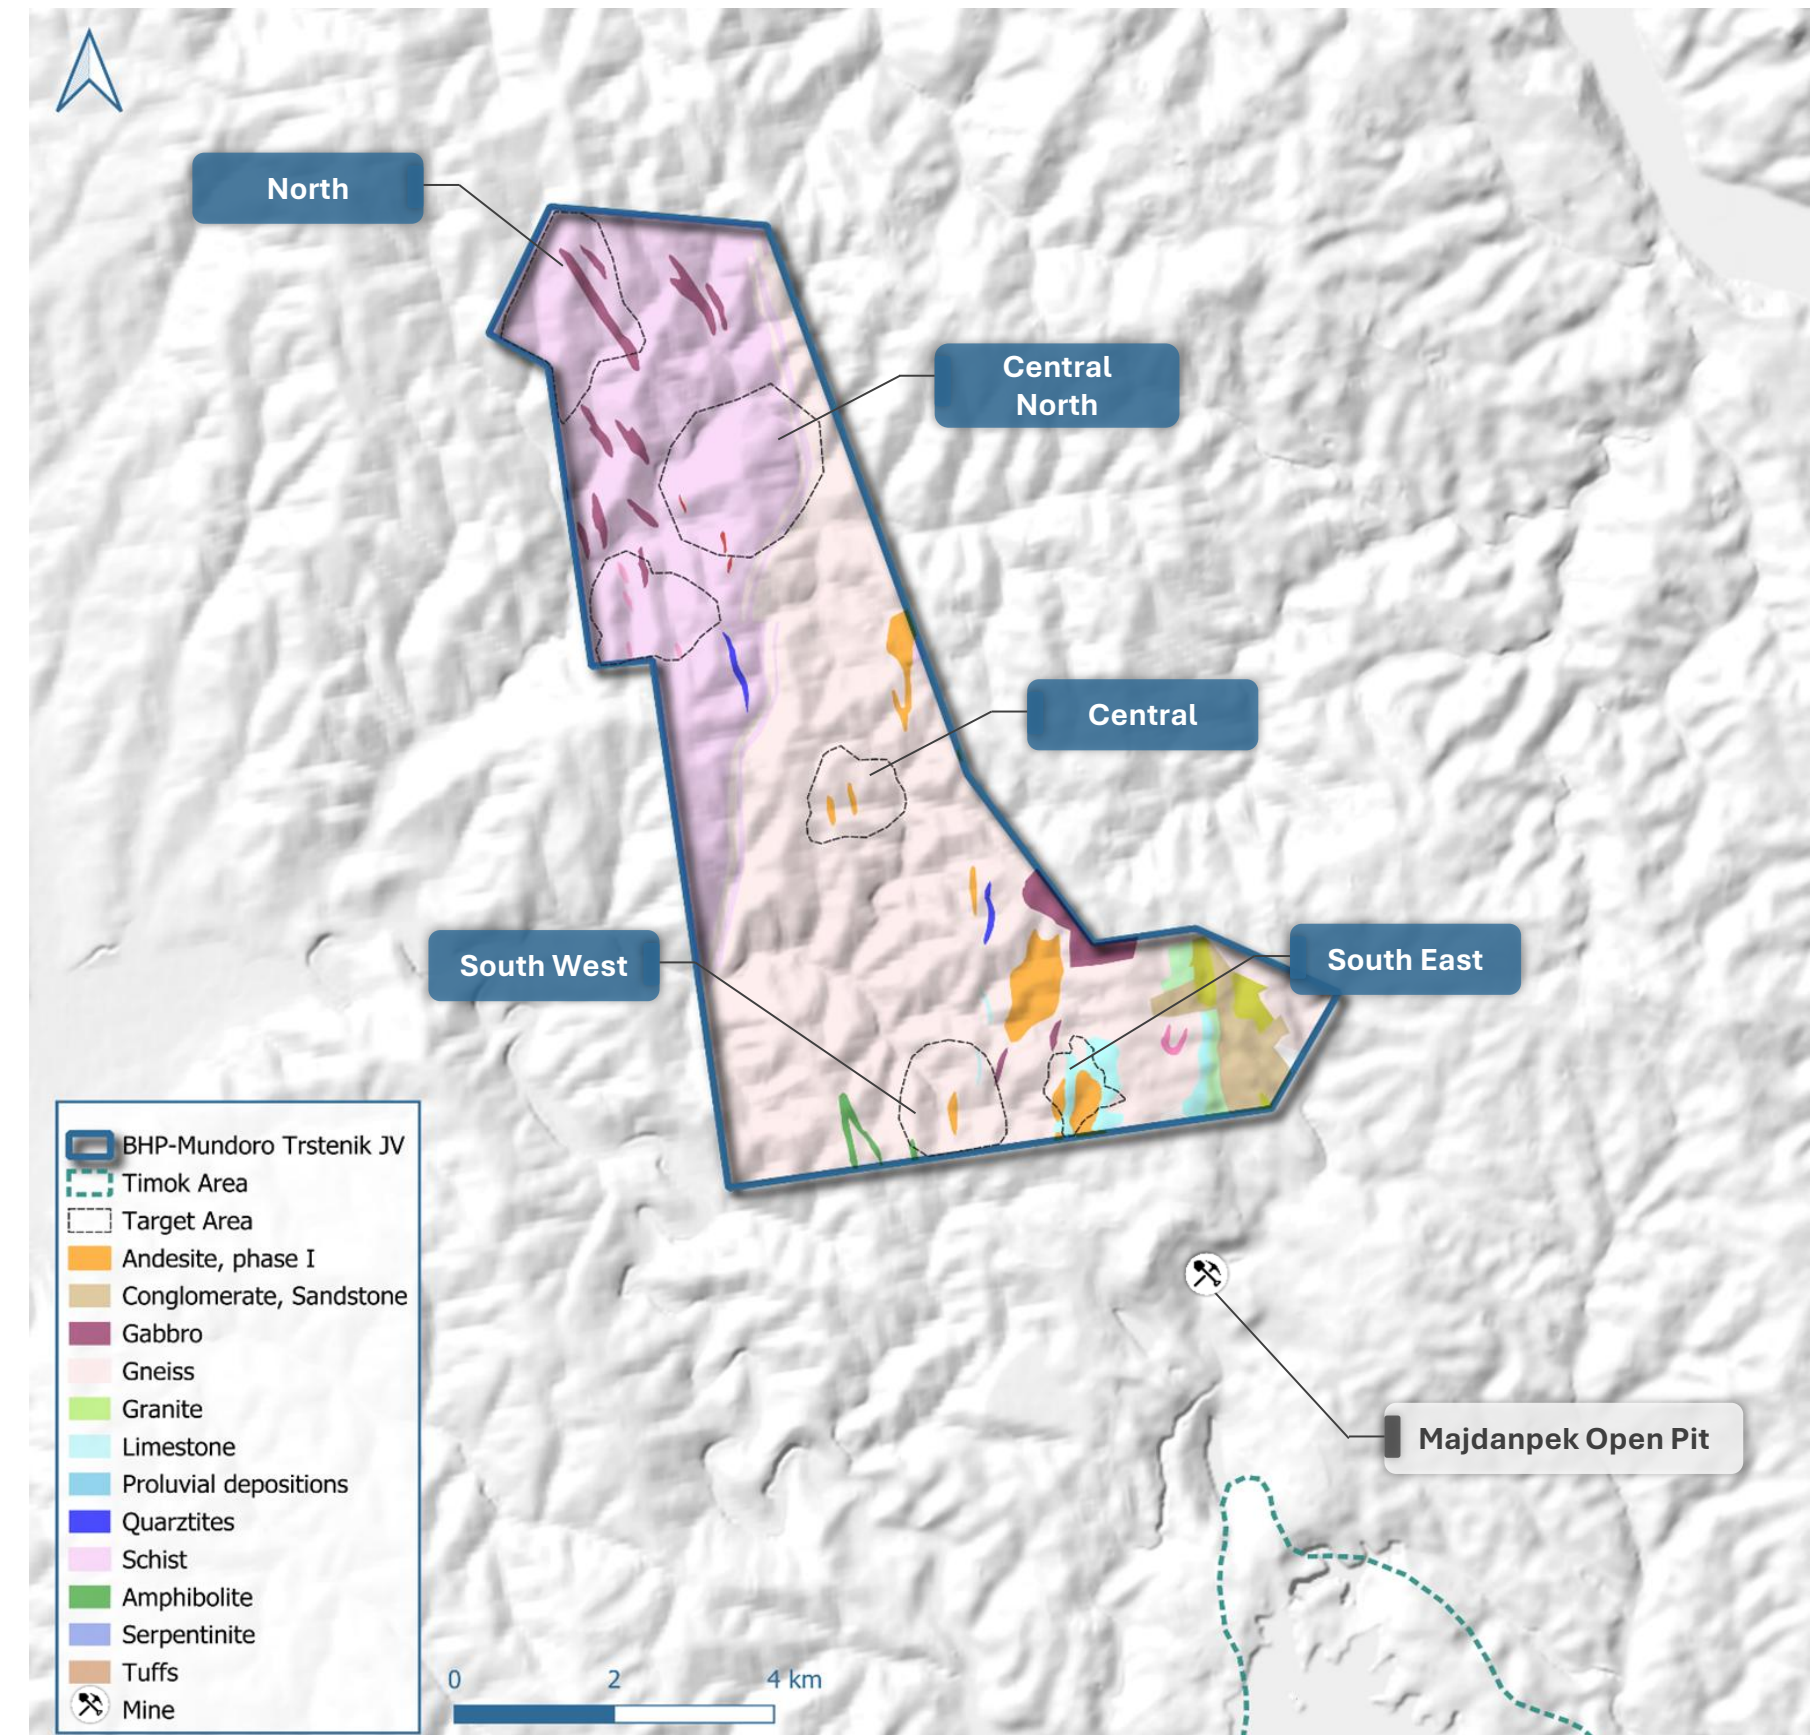 North
Central
North
Central
South West
South East
Majdanpek Open Pit
BHP-Mundoro Trstenik JV
Timok Area
Target Area
Andesite, phase I
Conglomerate, Sandstone
Gabbro
Gneiss
Granite
Limestone
Proluvial depositions
Quarztites
Schist
Amphibolite
Serpentinite
Tuffs
Mine
0 2 4 km